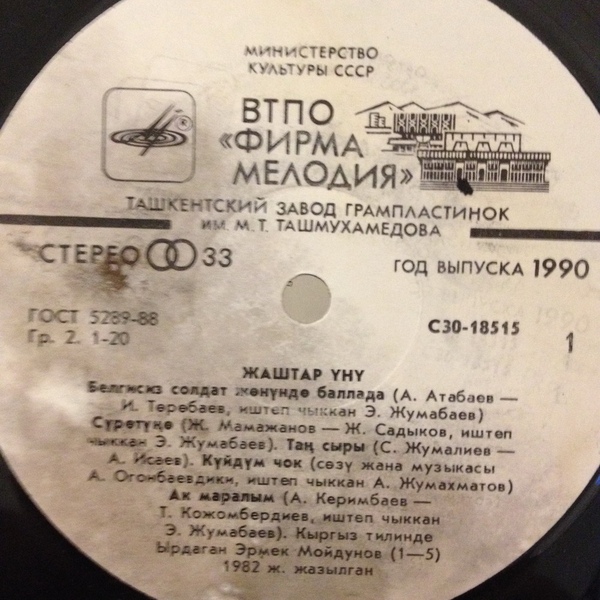 МИНИСТЕРСТВО
КУЛЬТУРЫ СССР
ВТПО
«ФИРМА
МЕЛОДИЯ»
ТАШКЕНТСКИЙ ЗАВОД ГРАМПЛАСТИНОК
ИМ. М. Т. ТАШМУХАМЕДОВА
СТЕРЕО 33
ГОД ВЫПУСКА 1990
ГОСТ 5289-88
Гр. 2. 1-20
С30-18515
1
ЖАШТАР ҮНҮ
Белгисиз солдат жөнүндө баллада (А. Атабаев —
И. Төрөбаев, иштеп чыккан Э. Жумабаев)
Сүрөтүңө (Ж. Мамажанов — Ж. Садыков, иштеп
чыккан Э. Жумабаев). Таң сыры (С. Жумалиев —
А. Исаев). Күйдүм чок (сөзү жана музыкасы
А. Огонбаевдики, иштеп чыккан А. Жумахматов)
Ак маралым (А. Керимбаев —
Т. Кожомбердиев, иштеп чыккан
Э. Жумабаев). Кыргыз тилинде
Ырдаган Эрмек Мойдунов (1—5)
1982 ж. жазылган